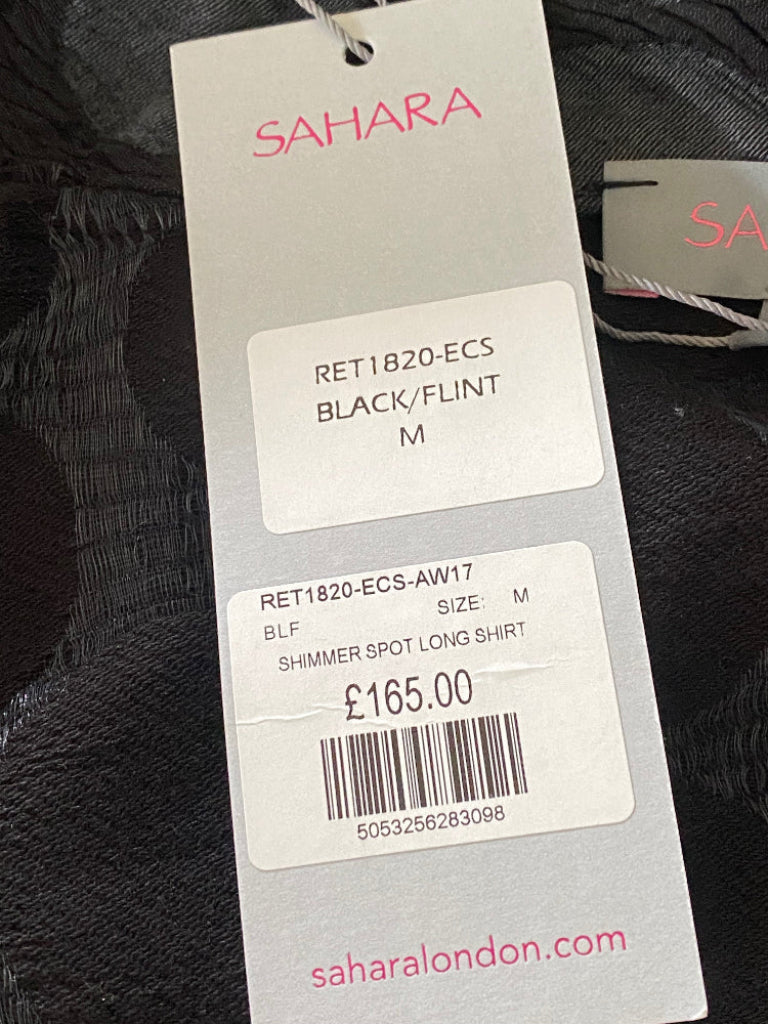 SAHARA
SA
RET1820-ECS
BLACK/FLINT
M
RET1820-ECS-AW17
BLF SIZE: M
SHIMMER SPOT LONG SHIRT
£165.00
5053256283098
saharalondon.com